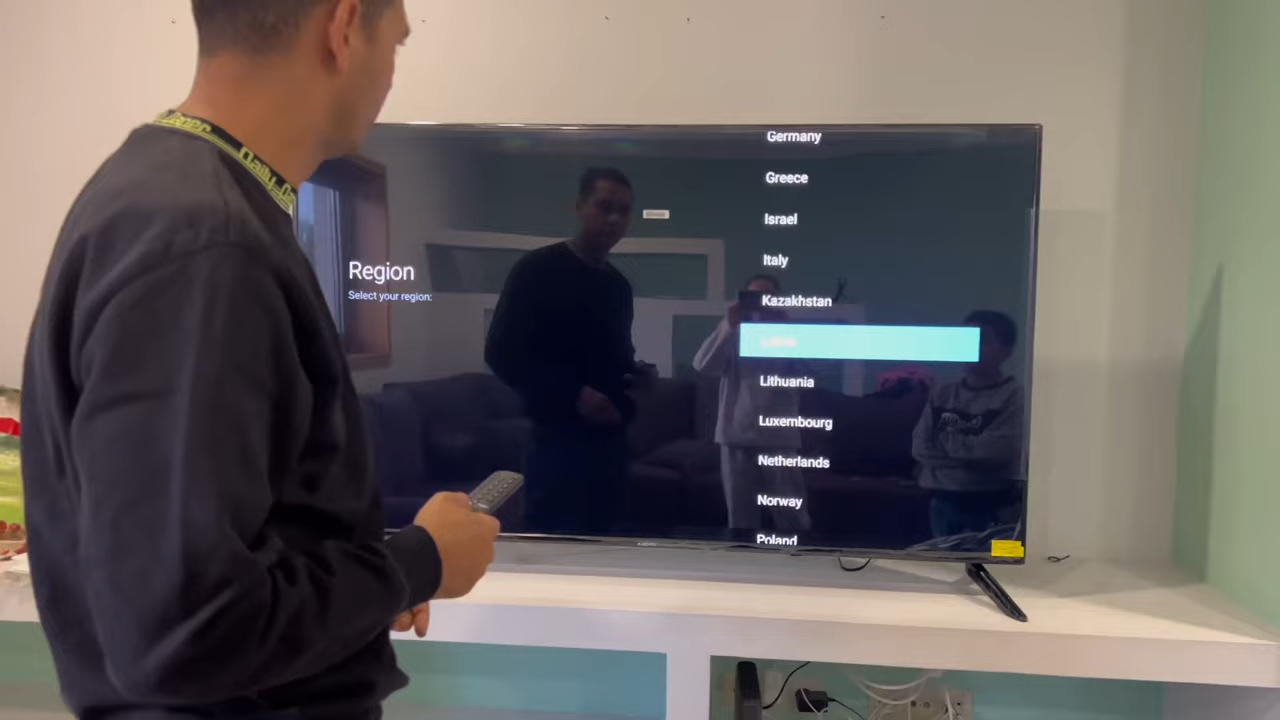 Germany
Greece
Israel
Italy
Region
Select your region:
Kazakhstan
Lithuania
Luxembourg
Netherlands
Norway
Poland